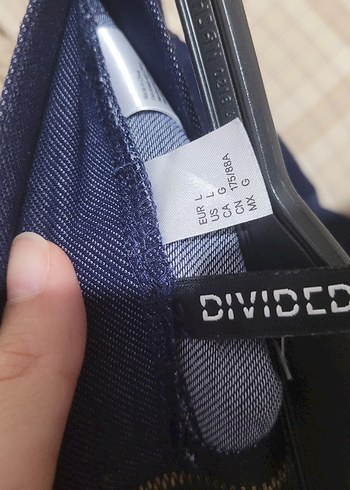 EUR L
US L
CA G
CN 175/88A
MX G
DIVIDED